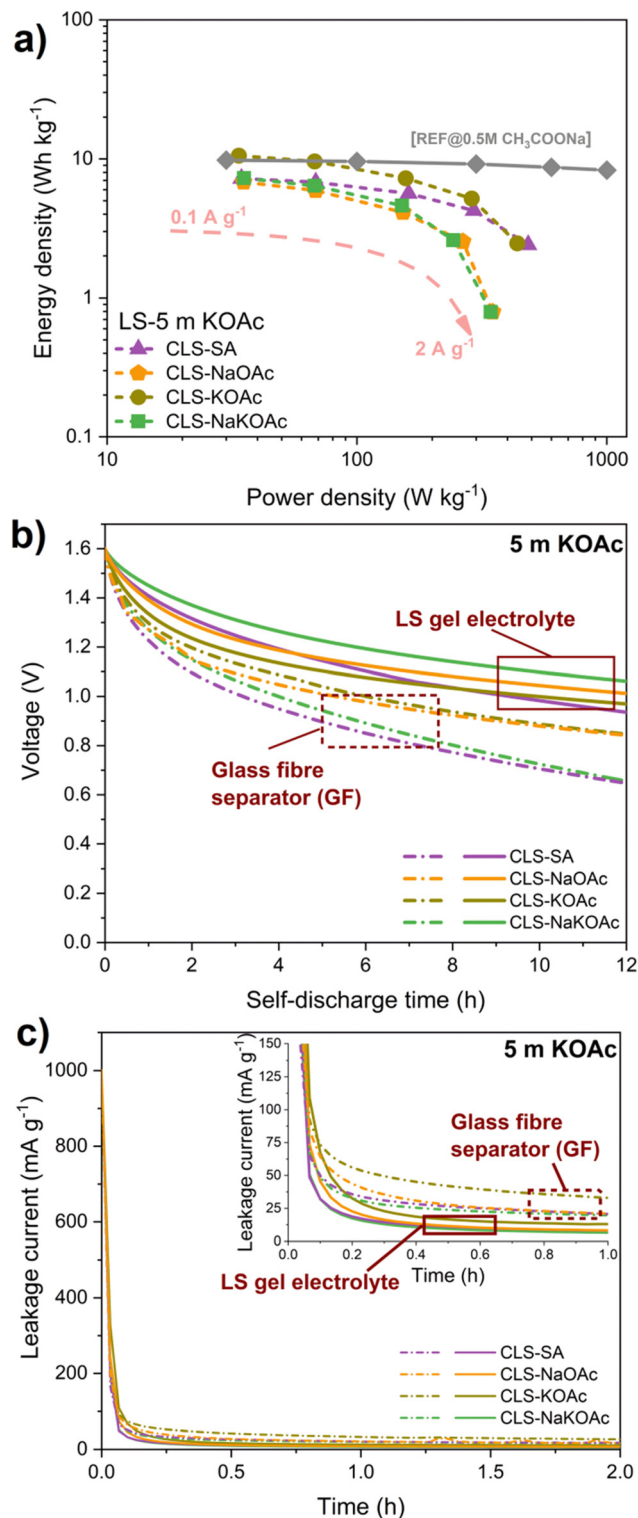 a)
100
10
1
0.1
Energy density (Wh kg⁻¹)
[REF@0.5M CH₃COONa]
0.1 A g⁻¹
2 A g⁻¹
LS-5 m KOAc
CLS-SA
CLS-NaOAc
CLS-KOAc
CLS-NaKOAc
10
100
1000
Power density (W kg⁻¹)
b)
5 m KOAc
1.6
1.4
1.2
1.0
0.8
0.6
0.4
0.2
0.0
Voltage (V)
LS gel electrolyte
Glass fibre
separator (GF)
CLS-SA
CLS-NaOAc
CLS-KOAc
CLS-NaKOAc
0 2 4 6 8 10 12
Self-discharge time (h)
c)
5 m KOAc
1000
800
600
400
200
0
Leakage current (mA g⁻¹)
150
125
100
75
50
25
0
Leakage current (mA g⁻¹)
Glass fibre
separator (GF)
LS gel electrolyte
0.0 0.2 0.4 0.6 0.8 1.0
Time (h)
CLS-SA
CLS-NaOAc
CLS-KOAc
CLS-NaKOAc
0.0 0.5 1.0 1.5 2.0
Time (h)